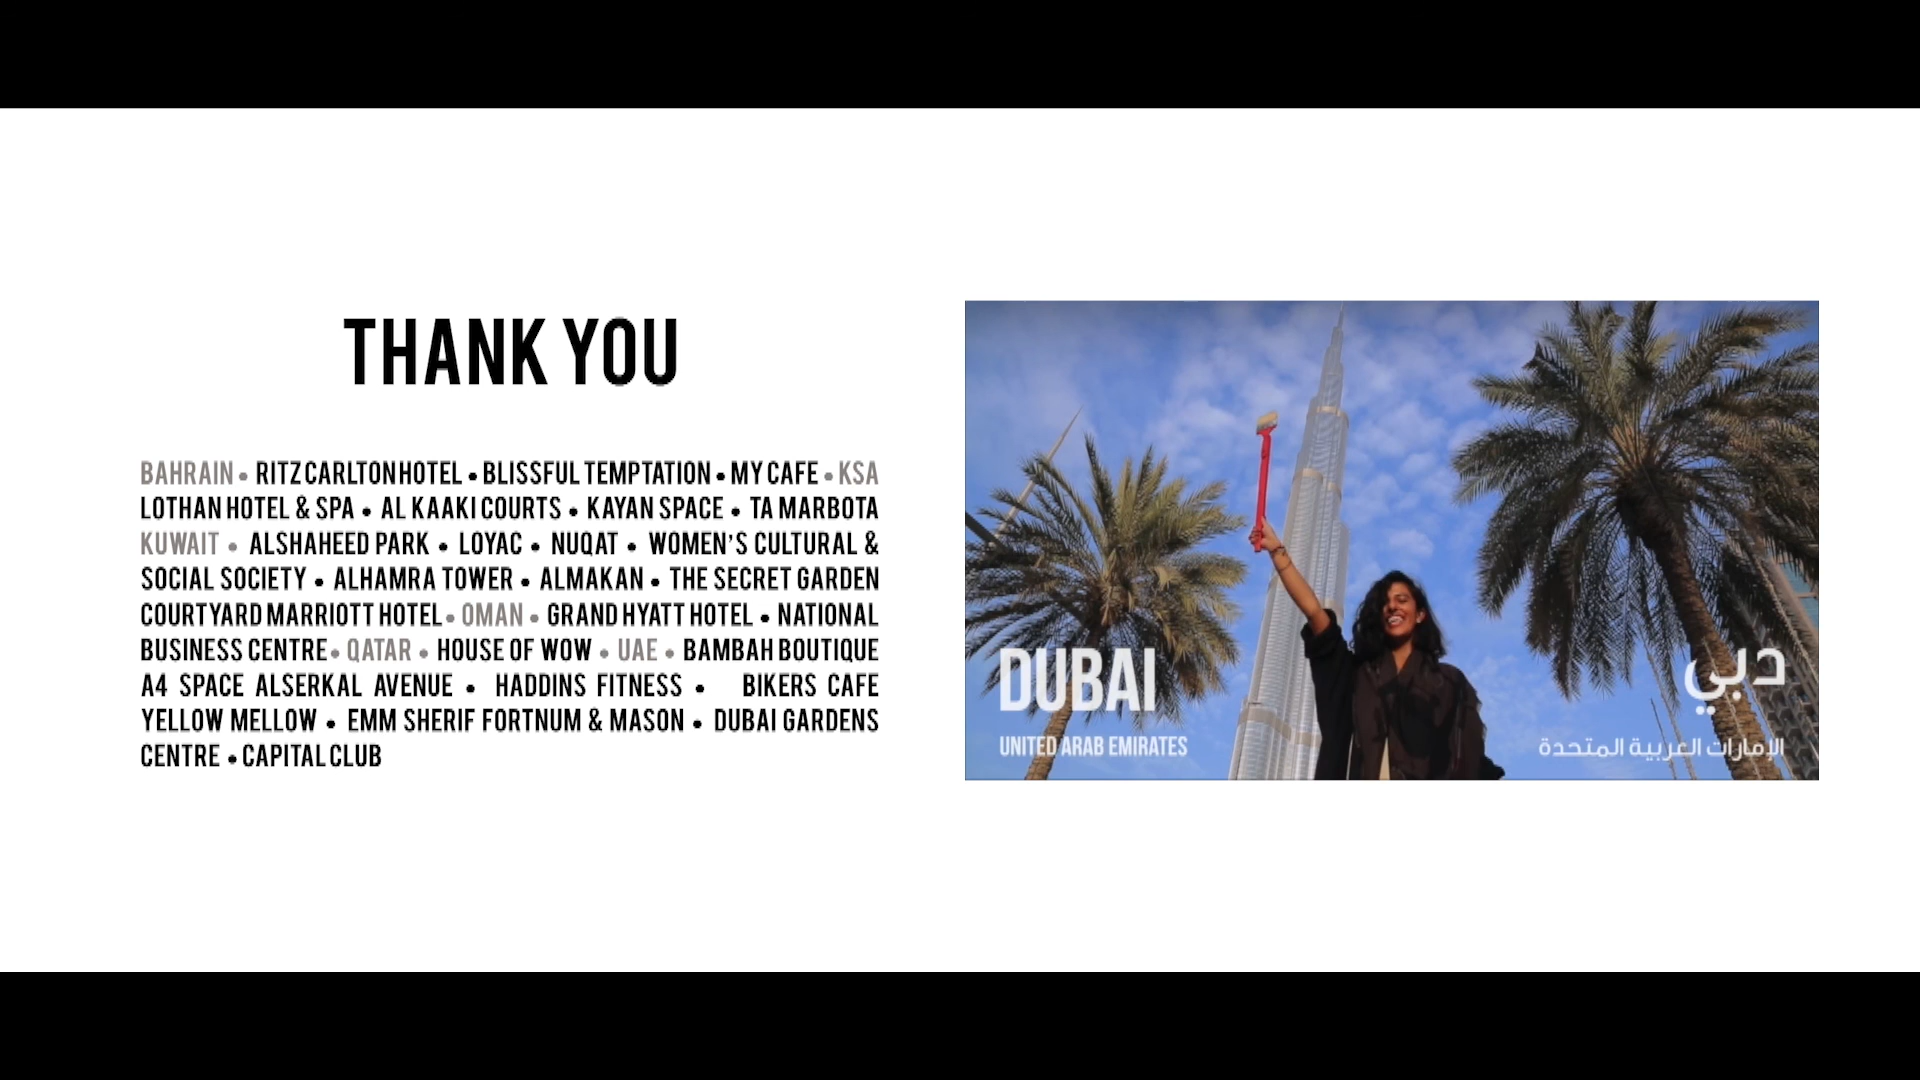 THANK YOU
BAHRAIN • RITZ CARLTON HOTEL • BLISSFUL TEMPTATION • MY CAFE • KSA
LOTHAN HOTEL & SPA • AL KAAKI COURTS • KAYAN SPACE • TA MARBOTA
KUWAIT • ALSHAHEED PARK • LOYAC • NUQAT • WOMEN'S CULTURAL &
SOCIAL SOCIETY • ALHAMRA TOWER • ALMAKAN • THE SECRET GARDEN
COURTYARD MARRIOTT HOTEL • OMAN • GRAND HYATT HOTEL • NATIONAL
BUSINESS CENTRE • QATAR • HOUSE OF WOW • UAE • BAMBAH BOUTIQUE
A4 SPACE ALSERKAL AVENUE • HADDINS FITNESS • BIKERS CAFE
YELLOW MELLOW • EMM SHERIF FORTNUM & MASON • DUBAI GARDENS
CENTRE • CAPITAL CLUB
DUBAI
UNITED ARAB EMIRATES
دبي
الإمارات العربية المتحدة